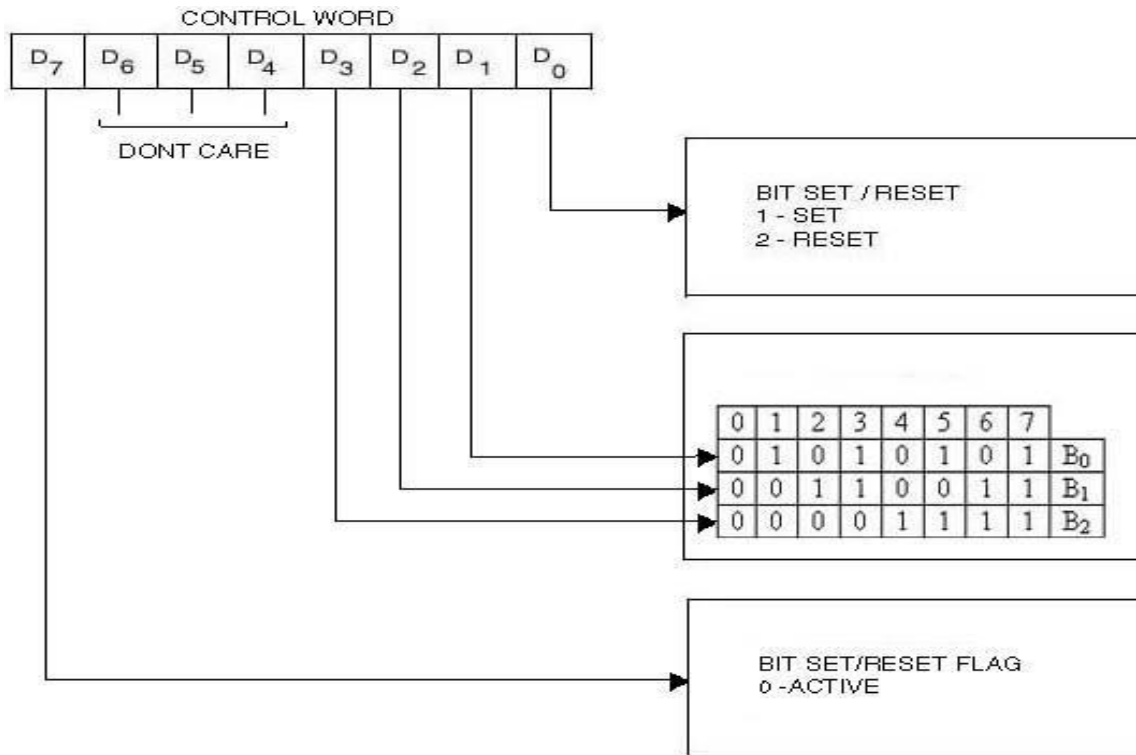 CONTROL WORD
D7 D6 D5 D4 D3 D2 D1 D0
DONT CARE
BIT SET / RESET
1 - SET
2 - RESET
0 1 2 3 4 5 6 7
0 1 0 1 0 1 0 1 B0
0 0 1 1 0 0 1 1 B1
0 0 0 0 1 1 1 1 B2
BIT SET/RESET FLAG
0 -ACTIVE